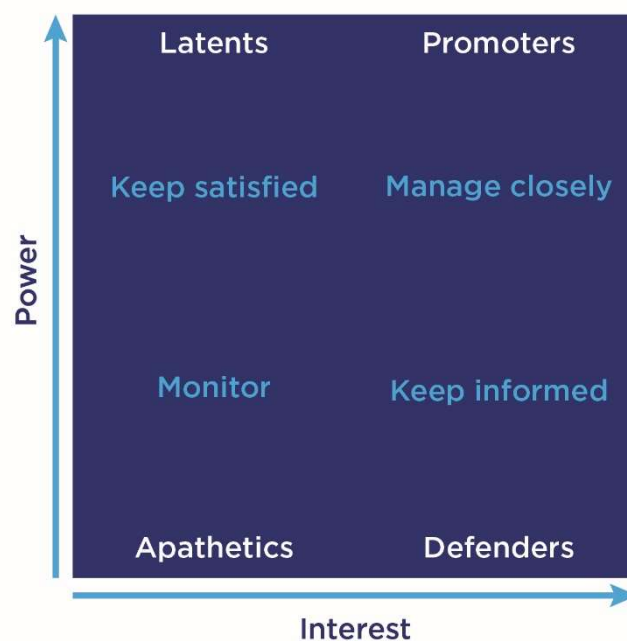 Latents Promoters
Keep satisfied Manage closely
Power
Monitor Keep informed
Apathetics Defenders
Interest